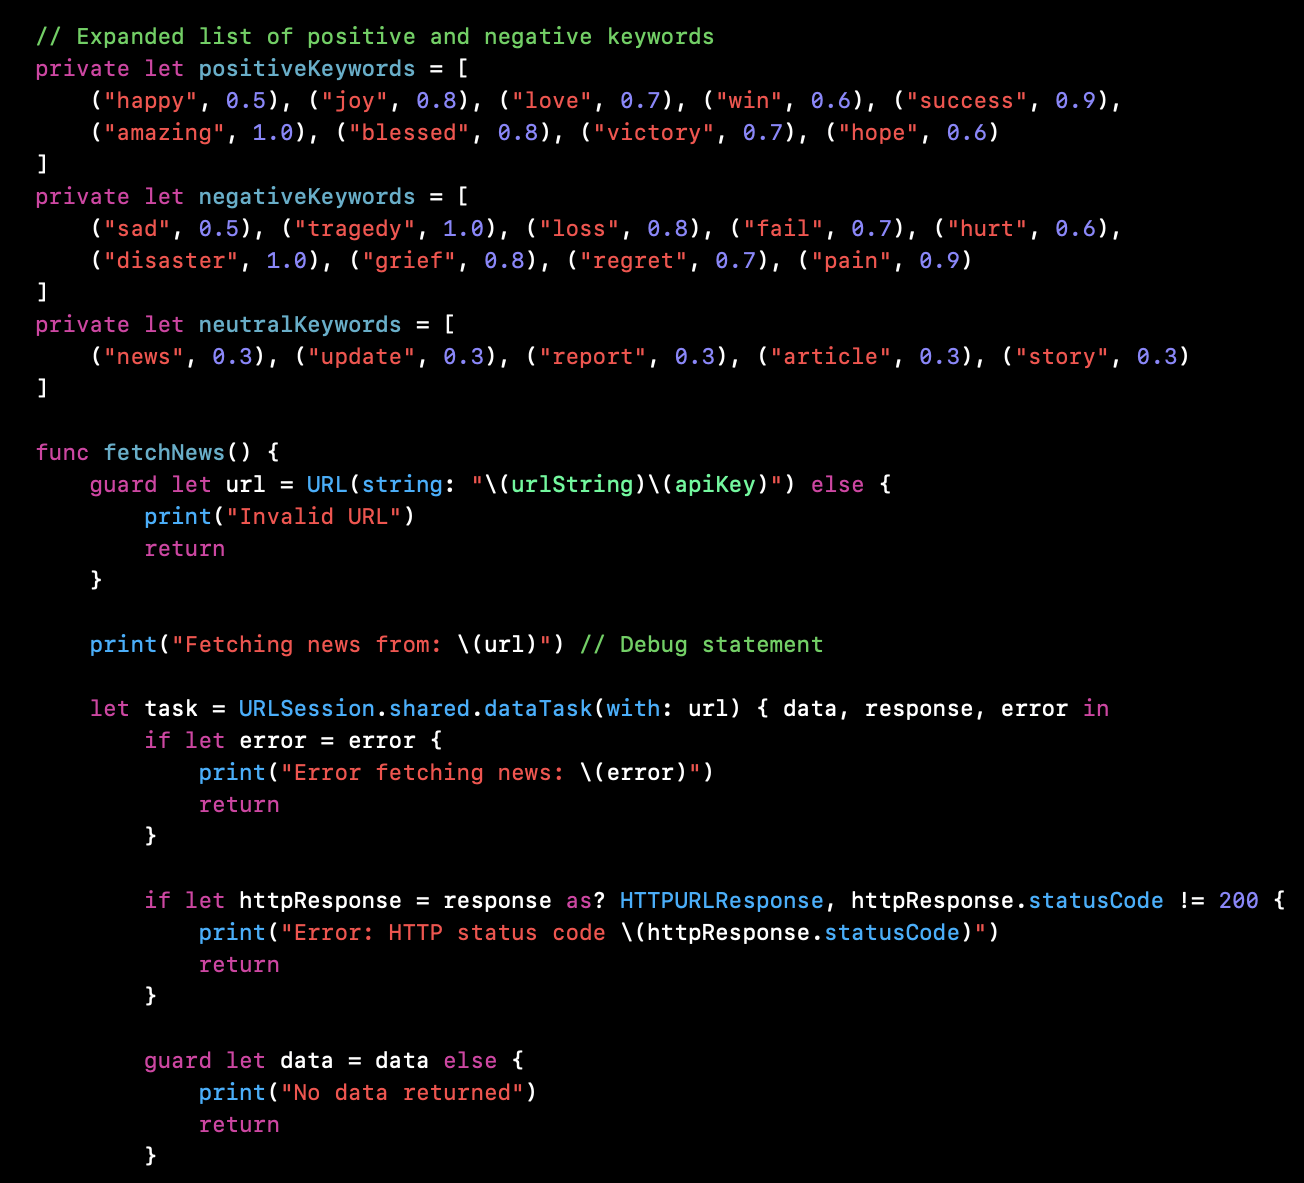 // Expanded list of positive and negative keywords
private let positiveKeywords = [
    ("happy", 0.5), ("joy", 0.8), ("love", 0.7), ("win", 0.6), ("success", 0.9),
    ("amazing", 1.0), ("blessed", 0.8), ("victory", 0.7), ("hope", 0.6)
]
private let negativeKeywords = [
    ("sad", 0.5), ("tragedy", 1.0), ("loss", 0.8), ("fail", 0.7), ("hurt", 0.6),
    ("disaster", 1.0), ("grief", 0.8), ("regret", 0.7), ("pain", 0.9)
]
private let neutralKeywords = [
    ("news", 0.3), ("update", 0.3), ("report", 0.3), ("article", 0.3), ("story", 0.3)
]

func fetchNews() {
    guard let url = URL(string: "\(urlString)\(apiKey)") else {
        print("Invalid URL")
        return
    }

    print("Fetching news from: \(url)") // Debug statement

    let task = URLSession.shared.dataTask(with: url) { data, response, error in
        if let error = error {
            print("Error fetching news: \(error)")
            return
        }

        if let httpResponse = response as? HTTPURLResponse, httpResponse.statusCode != 200 {
            print("Error: HTTP status code \(httpResponse.statusCode)")
            return
        }

        guard let data = data else {
            print("No data returned")
            return
        }